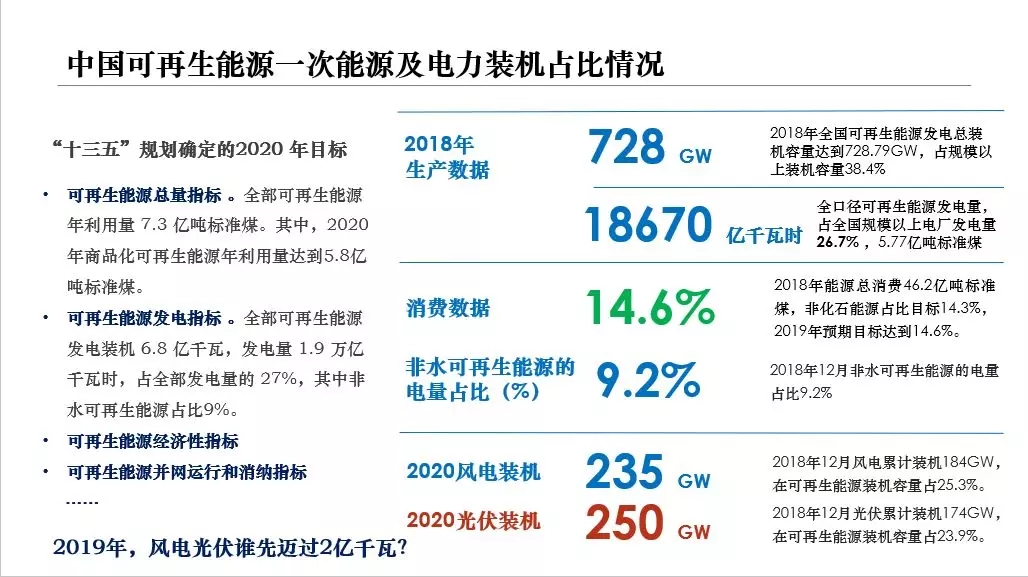 中国可再生能源一次能源及电力装机占比情况
“十三五”规划确定的2020 年目标
• 可再生能源总量指标 。全部可再生能源
年利用量 7.3 亿吨标准煤。其中，2020
年商品化可再生能源年利用量达到5.8亿
吨标准煤。
• 可再生能源发电指标 。全部可再生能源
发电装机 6.8 亿千瓦，发电量 1.9 万亿
千瓦时，占全部发电量的 27%，其中非
水可再生能源占比9%。
• 可再生能源经济性指标
• 可再生能源并网运行和消纳指标
……
2019年，风电光伏谁先迈过2亿千瓦？
2018年
生产数据
728 GW
2018年全国可再生能源发电总装
机容量达到728.79GW，占规模以
上装机容量38.4%
18670 亿千瓦时
全口径可再生能源发电量，
占全国规模以上电厂发电量
26.7% ，5.77亿吨标准煤
消费数据
14.6%
2018年能源总消费46.2亿吨标准
煤，非化石能源占比目标14.3%，
2019年预期目标达到14.6%。
非水可再生能源的
电量占比（%）
9.2%
2018年12月非水可再生能源的电量
占比9.2%
2020风电装机
235 GW
2018年12月风电累计装机184GW，
在可再生能源装机容量占25.3%。
2020光伏装机
250 GW
2018年12月光伏累计装机174GW，
在可再生能源装机容量占23.9%。